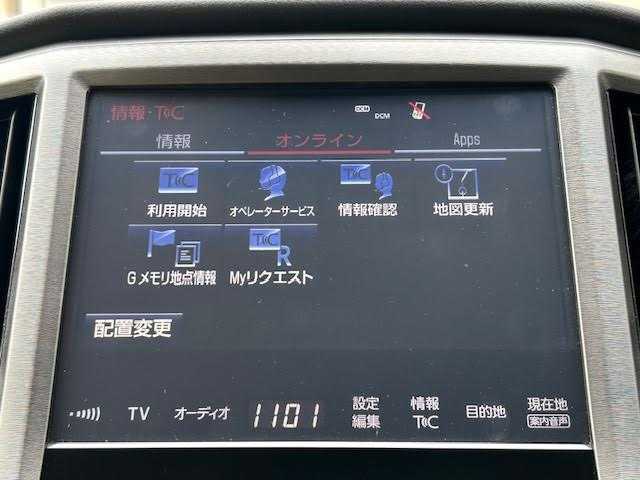 情報・T C
DCM
DCM
情報
オンライン
Apps
T C
T C
利用開始
オペレーターサービス
情報確認
地図更新
T C
R
G メモリ地点情報
Myリクエスト
配置変更
TV
オーディオ
1101
設定
編集
情報
T C
目的地
現在地
案内音声